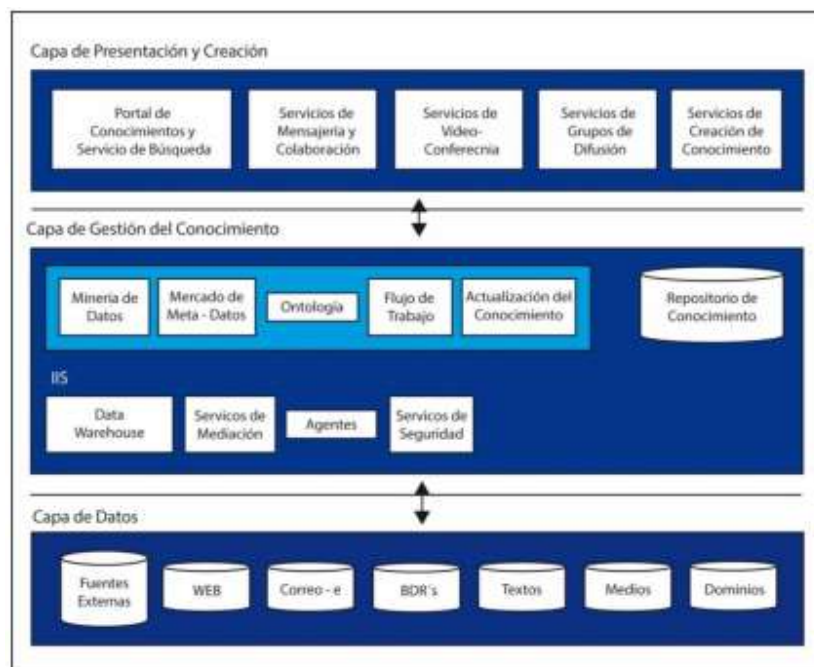 Capa de Presentación y Creación
Portal de
Conocimientos y
Servicio de Búsqueda
Servicios de
Mensajería y
Colaboración
Servicios de
Video-
Conferecnia
Servicios de
Grupos de
Difusión
Servicios de
Creación de
Conocimiento
Capa de Gestión del Conocimiento
Minería de
Datos
Mercado de
Meta - Datos
Ontología
Flujo de
Trabajo
Actualización del
Conocimiento
Repositorio de
Conocimiento
IIS
Data
Warehouse
Servicos de
Mediación
Agentes
Servicos de
Seguridad
Capa de Datos
Fuentes
Externas
WEB
Correo - e
BDR´s
Textos
Medios
Dominios